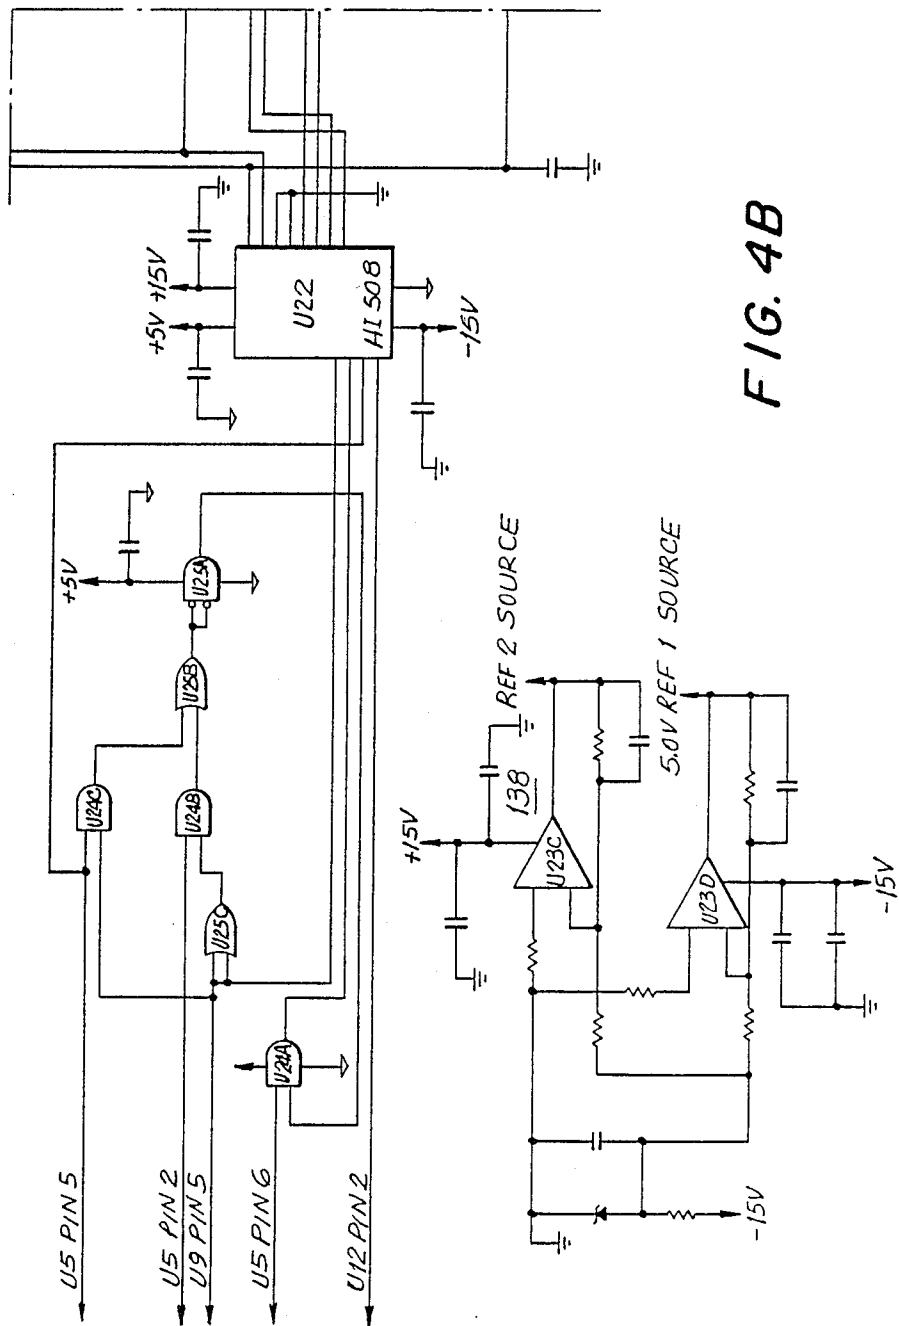 +5V
+15V
U22
HI 508
-15V
+5V
U24C
U25B
U25A
U24B
U25C
U24A
U5 PIN 5
U5 PIN 2
U9 PIN 5
U5 PIN 6
U12 PIN 2
+15V
138
REF 2 SOURCE
U23C
5.0V REF 1 SOURCE
U23D
-15V
-15V
FIG. 4B